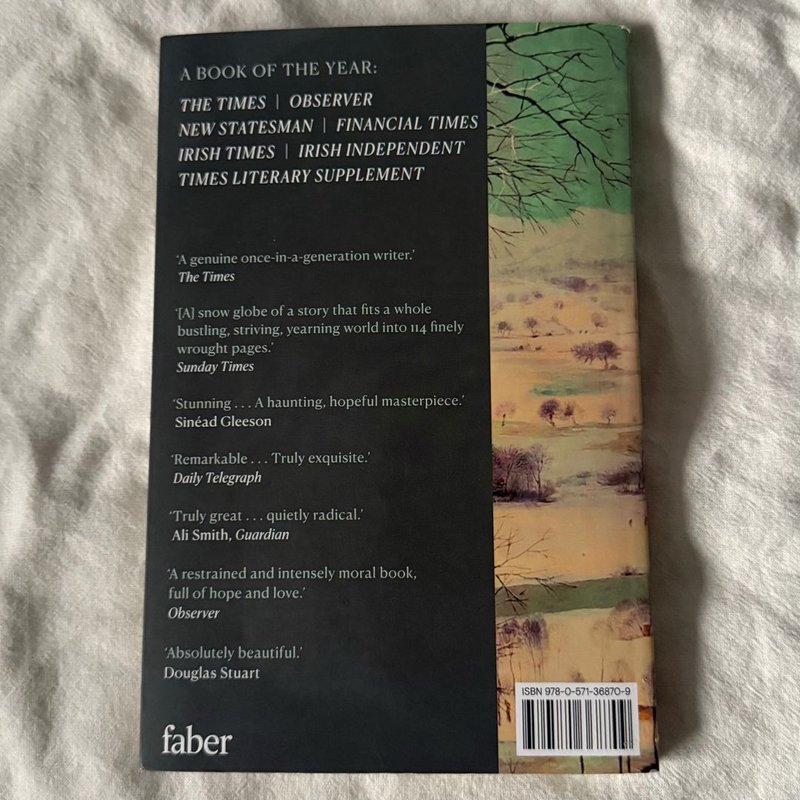 A BOOK OF THE YEAR:
THE TIMES | OBSERVER
NEW STATESMAN | FINANCIAL TIMES
IRISH TIMES | IRISH INDEPENDENT
TIMES LITERARY SUPPLEMENT
‘A genuine once-in-a-generation writer.’
The Times
‘[A] snow globe of a story that fits a whole
bustling, striving, yearning world into 114 finely
wrought pages.’
Sunday Times
‘Stunning . . . A haunting, hopeful masterpiece.’
Sinéad Gleeson
‘Remarkable . . . Truly exquisite.’
Daily Telegraph
‘Truly great . . . quietly radical.’
Ali Smith, Guardian
‘A restrained and intensely moral book,
full of hope and love.’
Observer
‘Absolutely beautiful.’
Douglas Stuart
faber
ISBN 978-0-571-36870-9